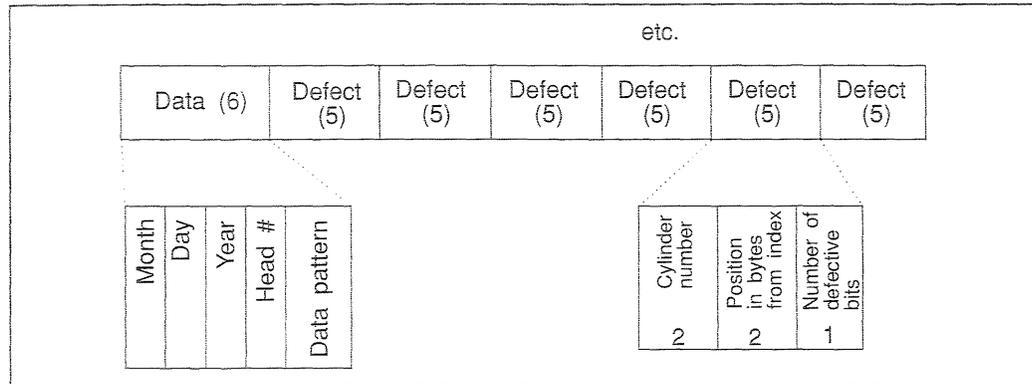 etc.
Data (6)
Defect
(5)
Defect
(5)
Defect
(5)
Defect
(5)
Defect
(5)
Defect
(5)
Month
Day
Year
Head #
Data pattern
Cylinder
number
2
Position
in bytes
from index
2
Number of
defective
bits
1